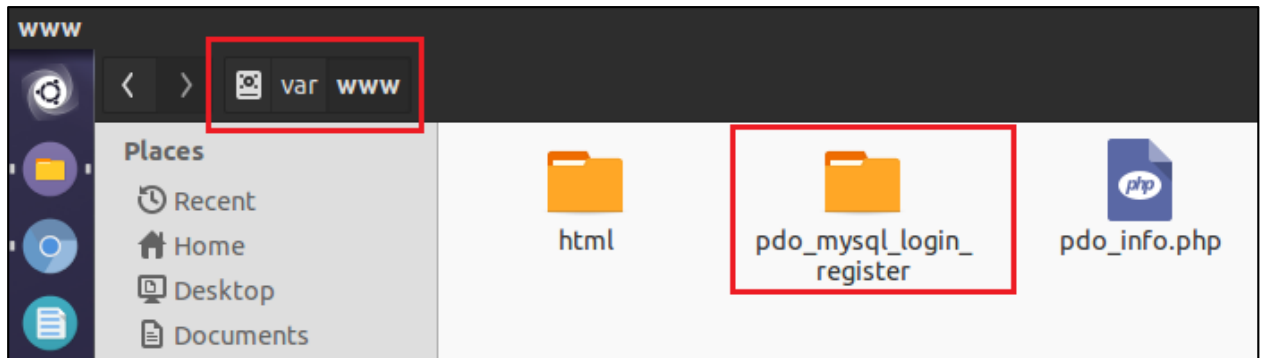 www
var www
Places
Recent
Home
Desktop
Documents
html
pdo_mysql_login_
register
php
pdo_info.php